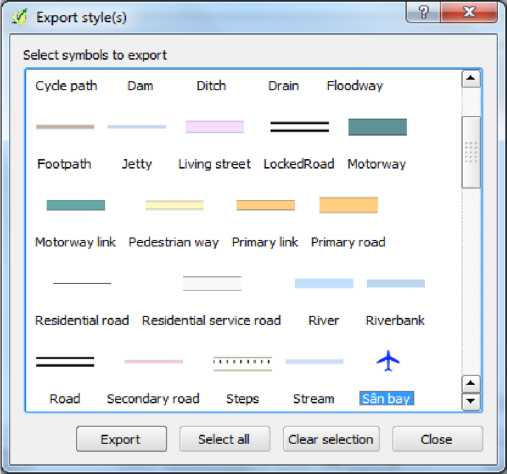 Export style(s)
Select symbols to export
Cycle path Dam Ditch Drain Floodway
Footpath Jetty Living street LockedRoad Motorway
Motorway link Pedestrian way Primary link Primary road
Residential road Residential service road River Riverbank
Road Secondary road Steps Stream Sân bay
Export Select all Clear selection Close